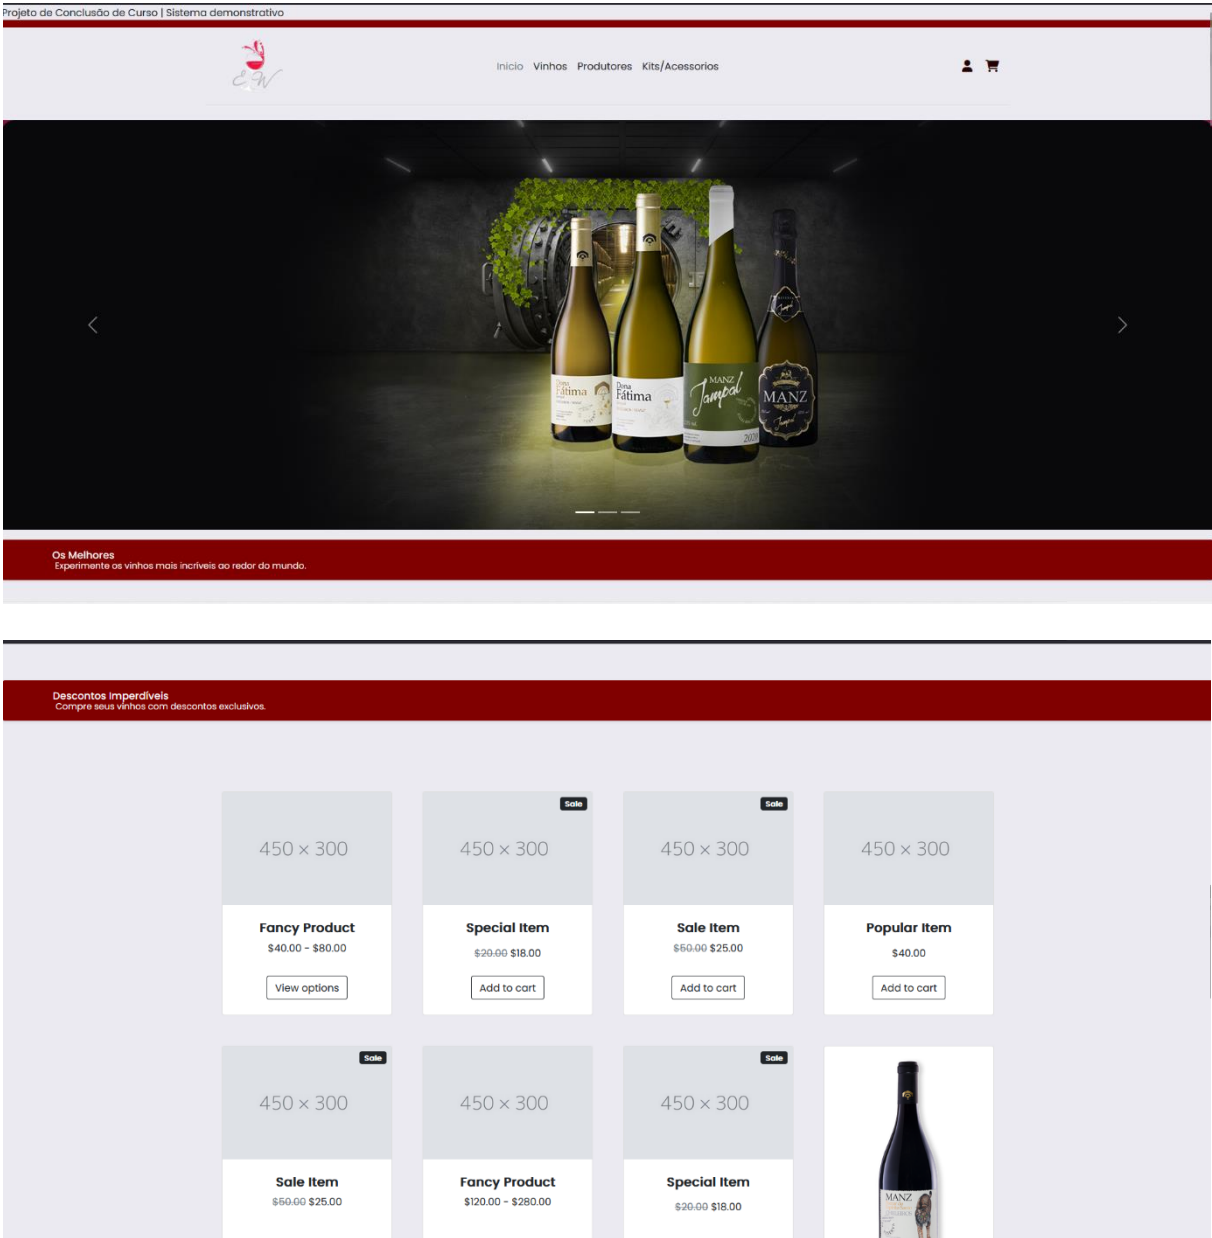 Projeto de Conclusão de Curso | Sistema demonstrativo
E W
Inicio Vinhos Produtores Kits/Acessorios
Dona
Fátima
Dona
Fátima
MANZ
Jampal
2020
MANZ
Jampal
Os Melhores
Experimente os vinhos mais incríveis ao redor do mundo.
Descontos Imperdíveis
Compre seus vinhos com descontos exclusivos.
Sale
Sale
450 × 300
450 × 300
450 × 300
450 × 300
Fancy Product
$40.00 - $80.00
View options
Special Item
$20.00 $18.00
Add to cart
Sale Item
$50.00 $25.00
Add to cart
Popular Item
$40.00
Add to cart
Sale
Sale
450 × 300
450 × 300
450 × 300
Sale Item
$50.00 $25.00
Fancy Product
$120.00 - $280.00
Special Item
$20.00 $18.00
MANZ